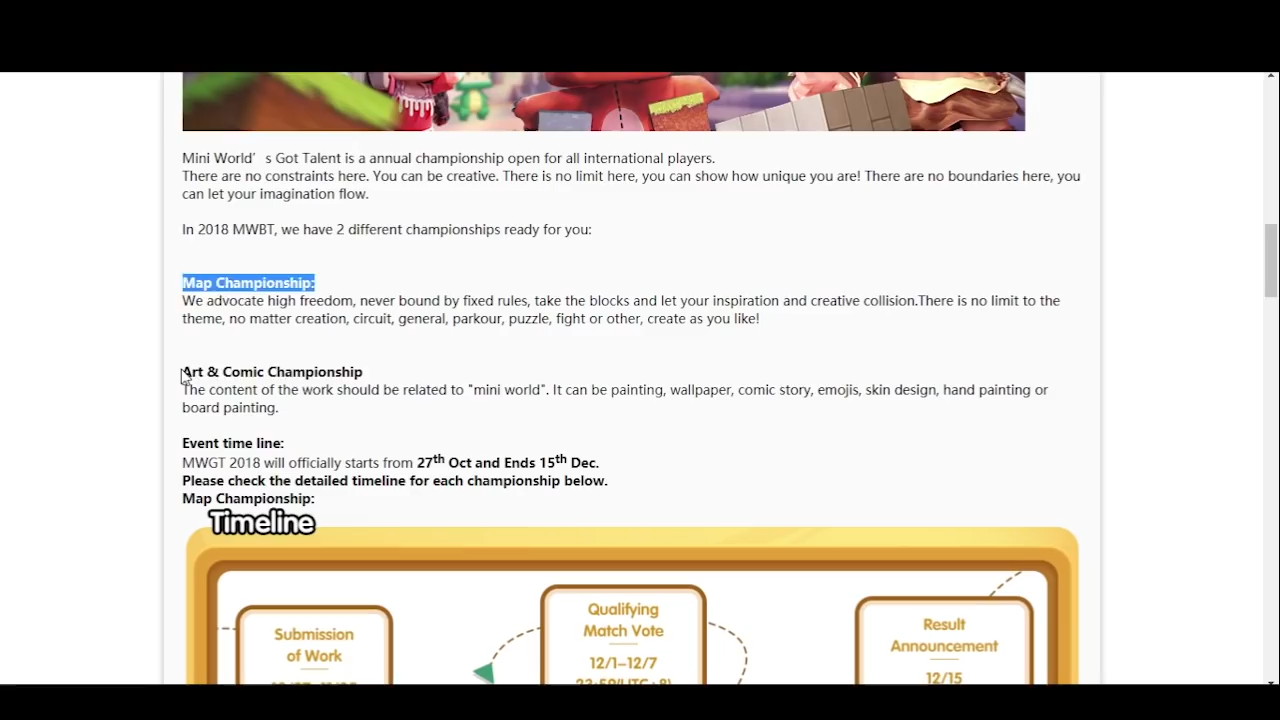 Mini World’s Got Talent is a annual championship open for all international players.
There are no constraints here. You can be creative. There is no limit here, you can show how unique you are! There are no boundaries here, you
can let your imagination flow.
In 2018 MWBT, we have 2 different championships ready for you:
Map Championship:
We advocate high freedom, never bound by fixed rules, take the blocks and let your inspiration and creative collision.There is no limit to the
theme, no matter creation, circuit, general, parkour, puzzle, fight or other, create as you like!
Art & Comic Championship
The content of the work should be related to "mini world". It can be painting, wallpaper, comic story, emojis, skin design, hand painting or
board painting.
Event time line:
MWGT 2018 will officially starts from 27th Oct and Ends 15th Dec.
Please check the detailed timeline for each championship below.
Map Championship:
Timeline
Submission
of Work
Qualifying
Match Vote
12/1–12/7
Result
Announcement
12/15